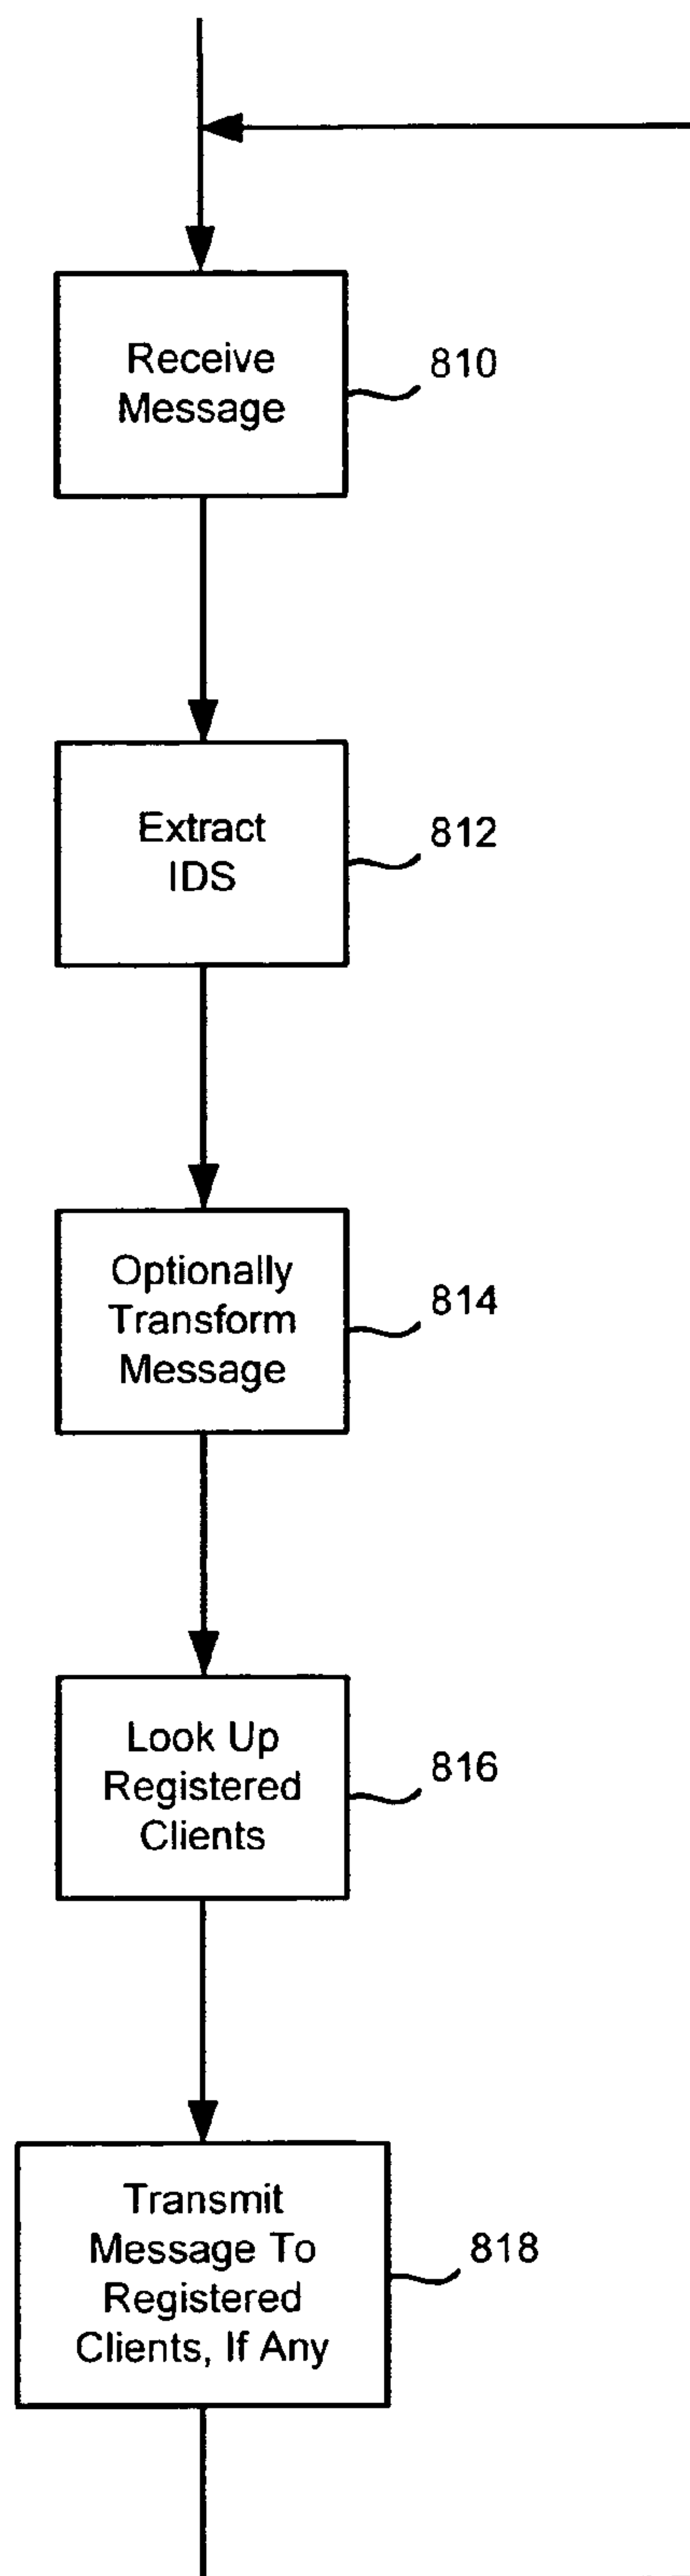 Receive
Message
810
Extract
IDS
812
Optionally
Transform
Message
814
Look Up
Registered
Clients
816
Transmit
Message To
Registered
Clients, If Any
818